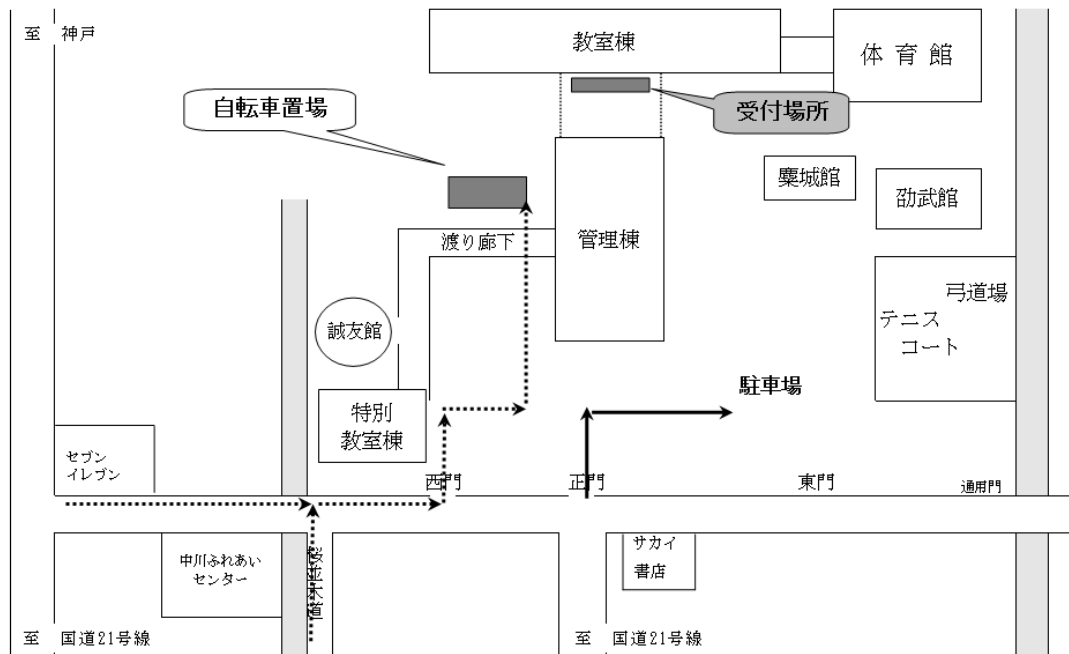 至 神戸
教室棟
体 育 館
自転車置場
受付場所
麋城館
劭武館
渡り廊下
管理棟
弓道場
テニス
コート
誠友館
駐車場
特別
教室棟
セブン
イレブン
西門
正門
東門
通用門
サカイ
書店
中川ふれあい
センター
至 国道21号線
至 国道21号線